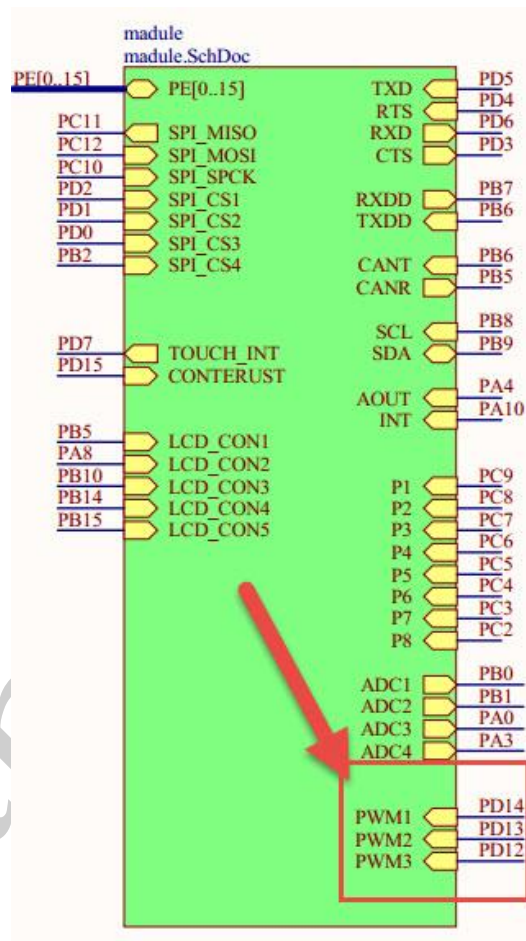 madule
madule.SchDoc
PE[0..15]
PE[0..15]
PC11
SPI_MISO
PC12
SPI_MOSI
PC10
SPI_SPCK
PD2
SPI_CS1
PD1
SPI_CS2
PD0
SPI_CS3
PB2
SPI_CS4
PD7
TOUCH_INT
PD15
CONTERUST
PB5
LCD_CON1
PA8
LCD_CON2
PB10
LCD_CON3
PB14
LCD_CON4
PB15
LCD_CON5
TXD
PD5
RTS
PD4
RXD
PD6
CTS
PD3
RXDD
PB7
TXDD
PB6
CANT
PB6
CANR
PB5
SCL
PB8
SDA
PB9
AOUT
PA4
INT
PA10
P1
PC9
P2
PC8
P3
PC7
P4
PC6
P5
PC5
P6
PC4
P7
PC3
P8
PC2
ADC1
PB0
ADC2
PB1
ADC3
PA0
ADC4
PA3
PWM1
PD14
PWM2
PD13
PWM3
PD12